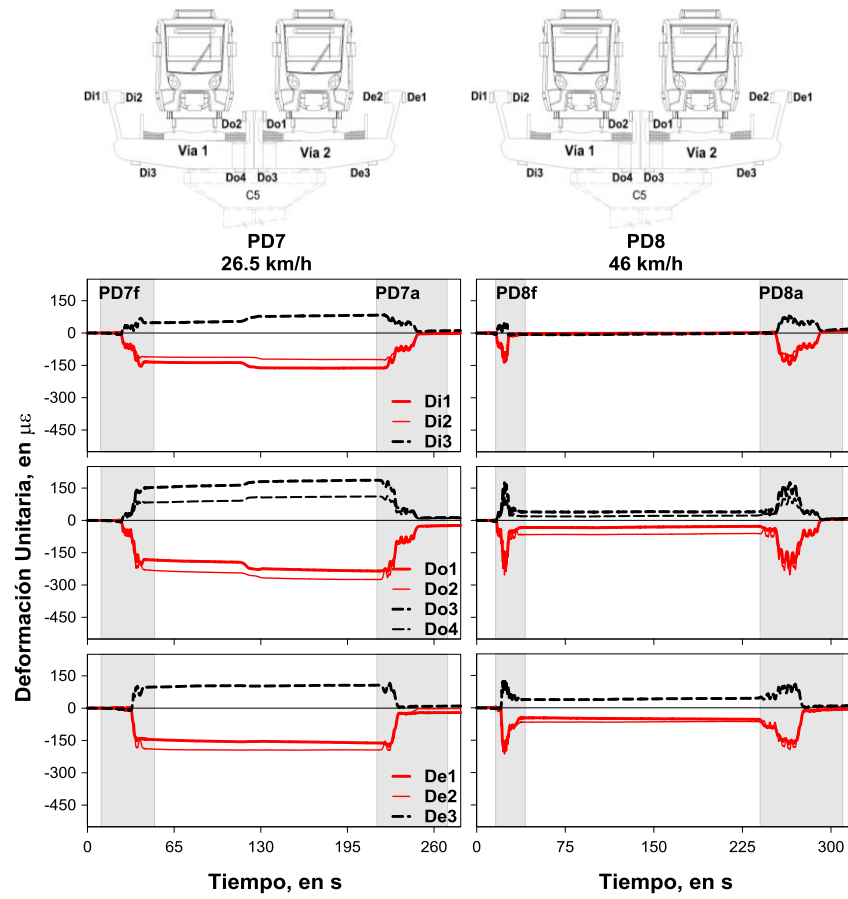 Di1 Di2 De2 De1 Di1 Di2 De2 De1
Do2 Do1 Do2 Do1
Vía 1 Vía 2 Vía 1 Vía 2
Di3 Do4 Do3 De3 Di3 Do4 Do3 De3
C5 C5
PD7 PD8
26.5 km/h 46 km/h
PD7f PD7a PD8f PD8a
150
0
-150
-300
-450
Di1
Di2
Di3
150
0
-150
-300
-450
Do1
Do2
Do3
Do4
150
0
-150
-300
-450
De1
De2
De3
Deformación Unitaria, en με
0 65 130 195 260 0 75 150 225 300
Tiempo, en s Tiempo, en s